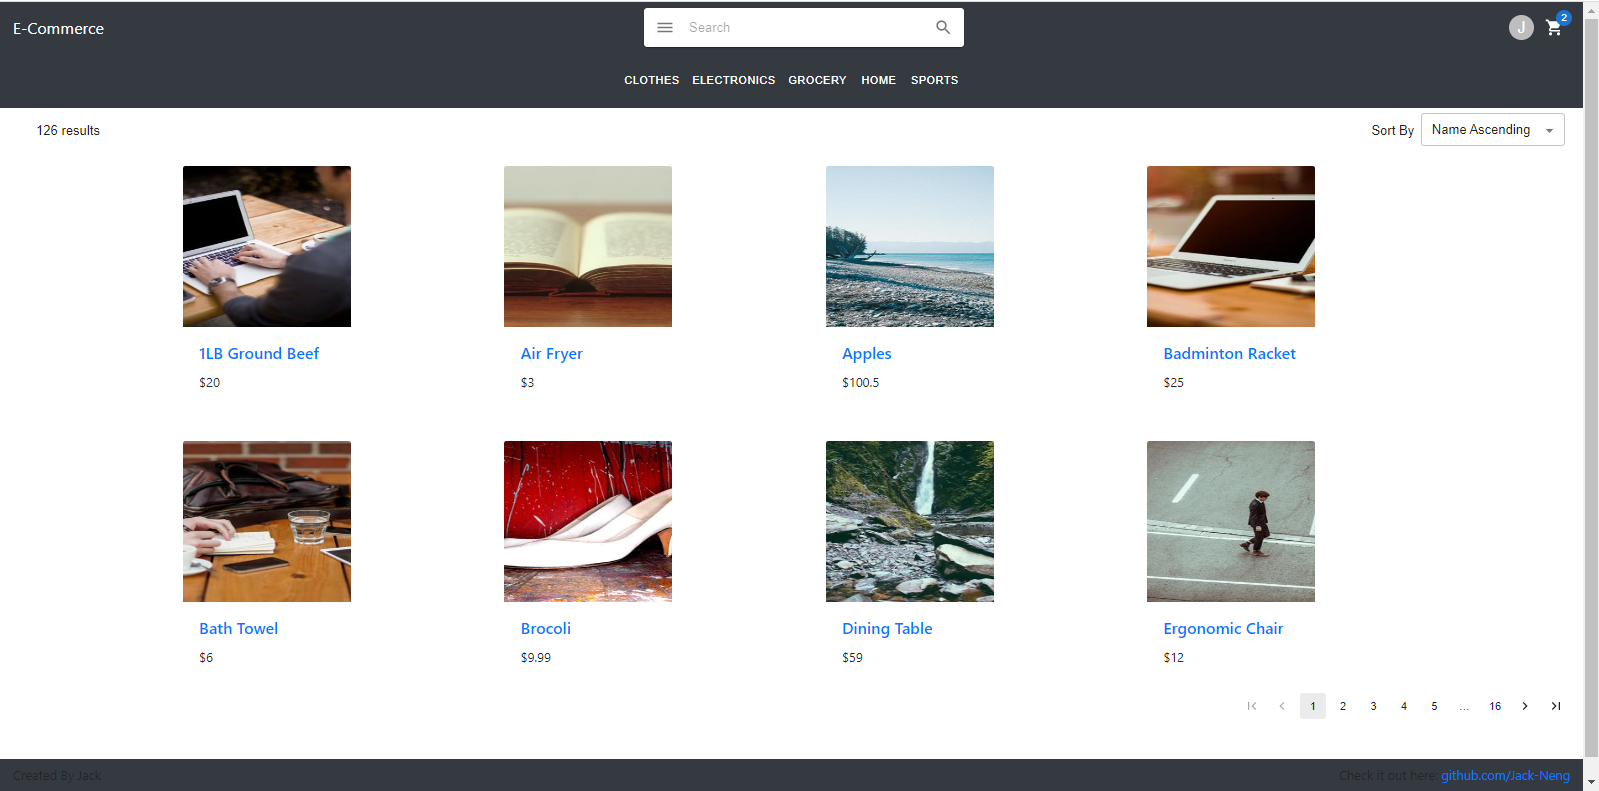 E-Commerce
Search
J
2
CLOTHES ELECTRONICS GROCERY HOME SPORTS
126 results
Sort By Name Ascending
1LB Ground Beef
$20
Air Fryer
$3
Apples
$100.5
Badminton Racket
$25
Bath Towel
$6
Brocoli
$9.99
Dining Table
$59
Ergonomic Chair
$12
1 2 3 4 5 ... 16
Created By Jack
Check it out here: github.com/Jack-Neng